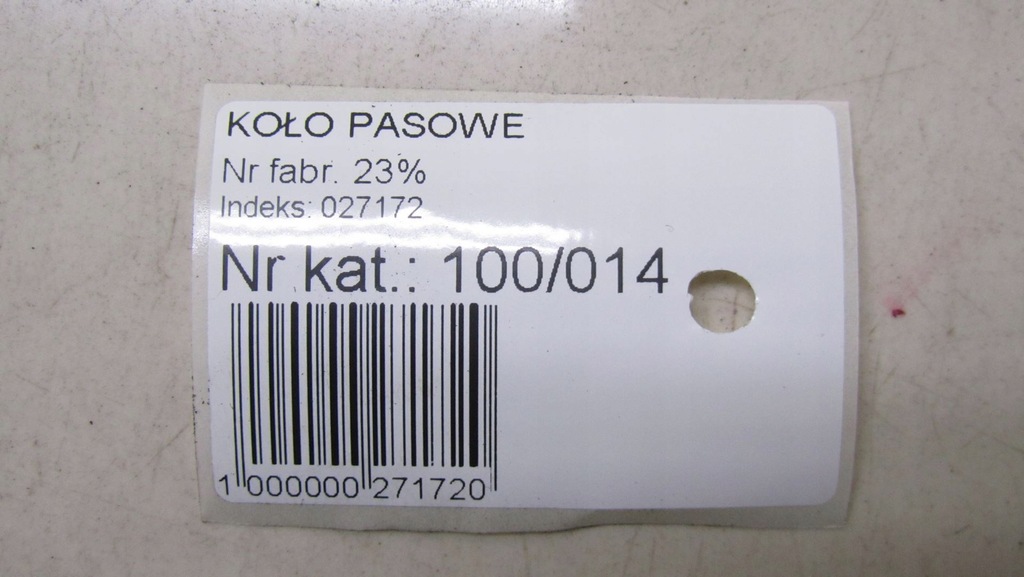 KOŁO PASOWE
Nr fabr. 23%
Indeks: 027172
Nr kat.: 100/014
1 000000 271720